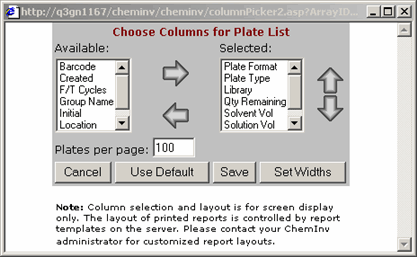 http://q3gn1167/cheminv/cheminv/columnPicker2.asp?ArrayID...
Choose Columns for Plate List
Available:
Selected:
Barcode
Created
F/T Cycles
Group Name
Initial
Location
Plate Format
Plate Type
Library
Qty Remaining
Solvent Vol
Solution Vol
Plates per page: 100
Cancel Use Default Save Set Widths
Note: Column selection and layout is for screen display
only. The layout of printed reports is controlled by report
templates on the server. Please contact your ChemInv
administrator for customized report layouts.